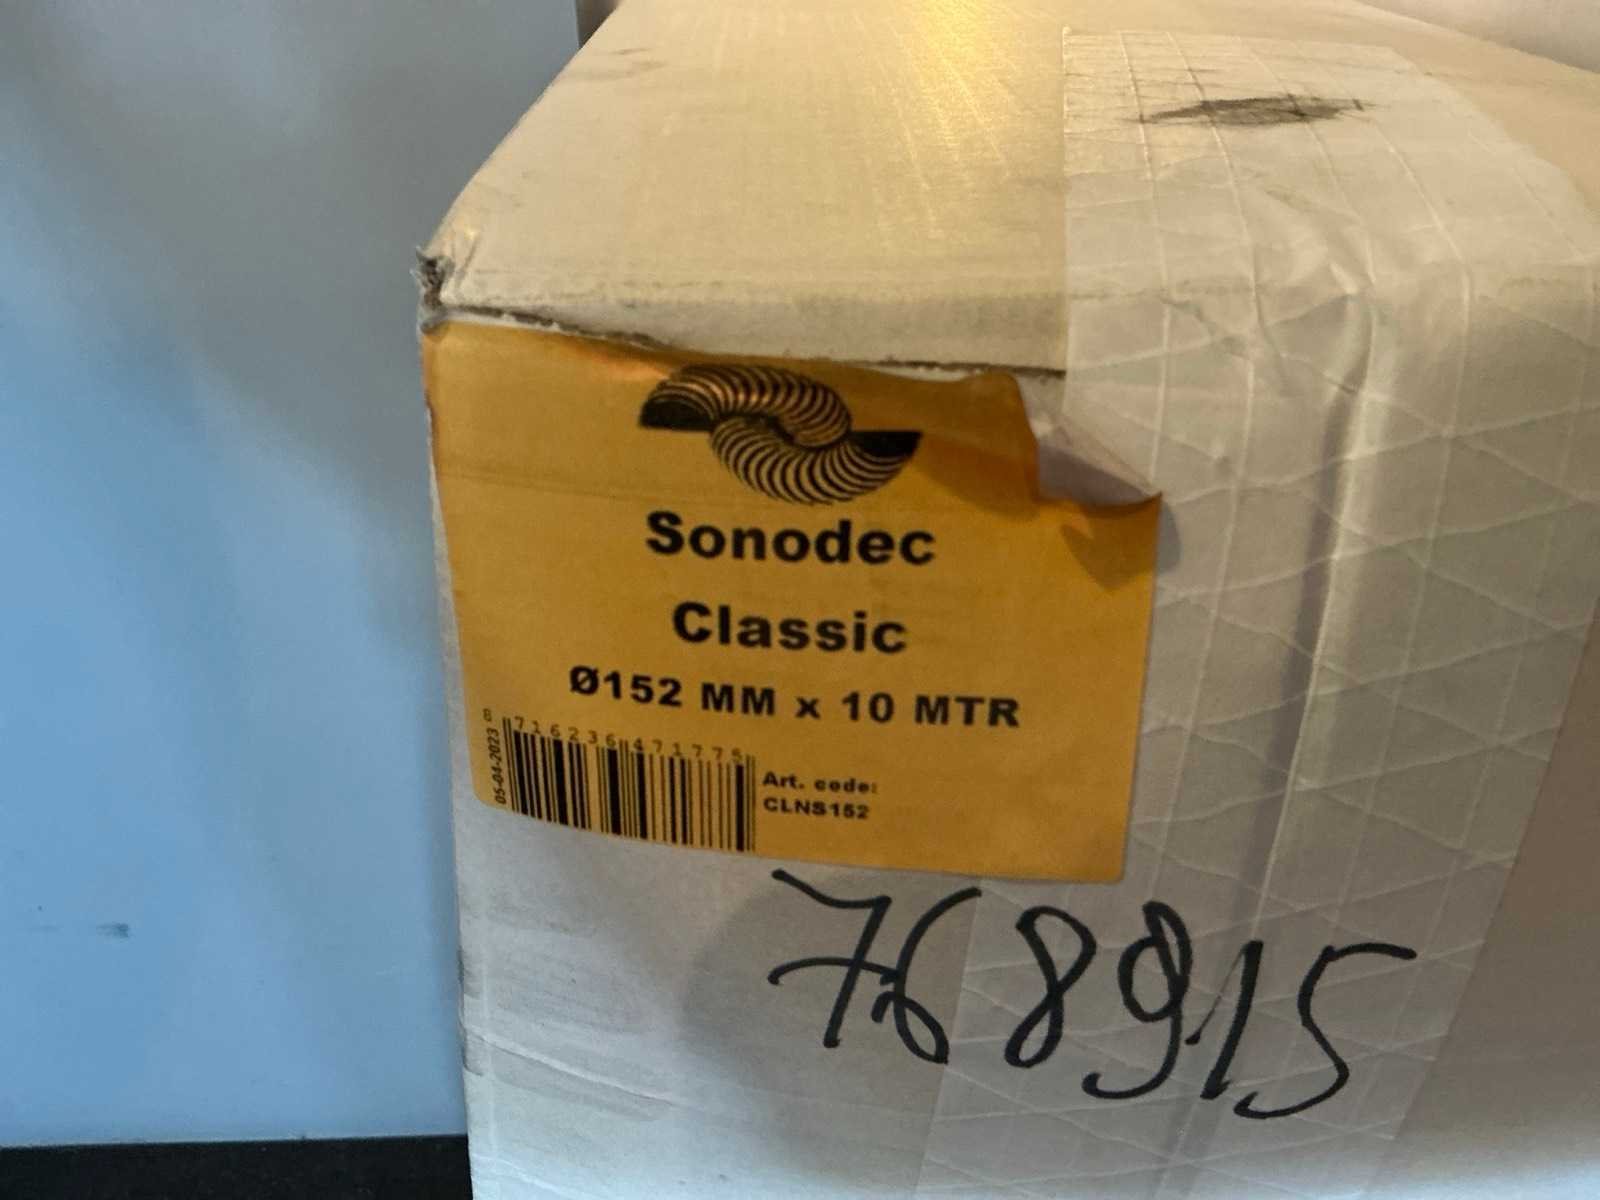 Sonodec
Classic
Ø152 MM x 10 MTR
8 716236 471775
05-04-2023
Art. code:
CLNS152
768915